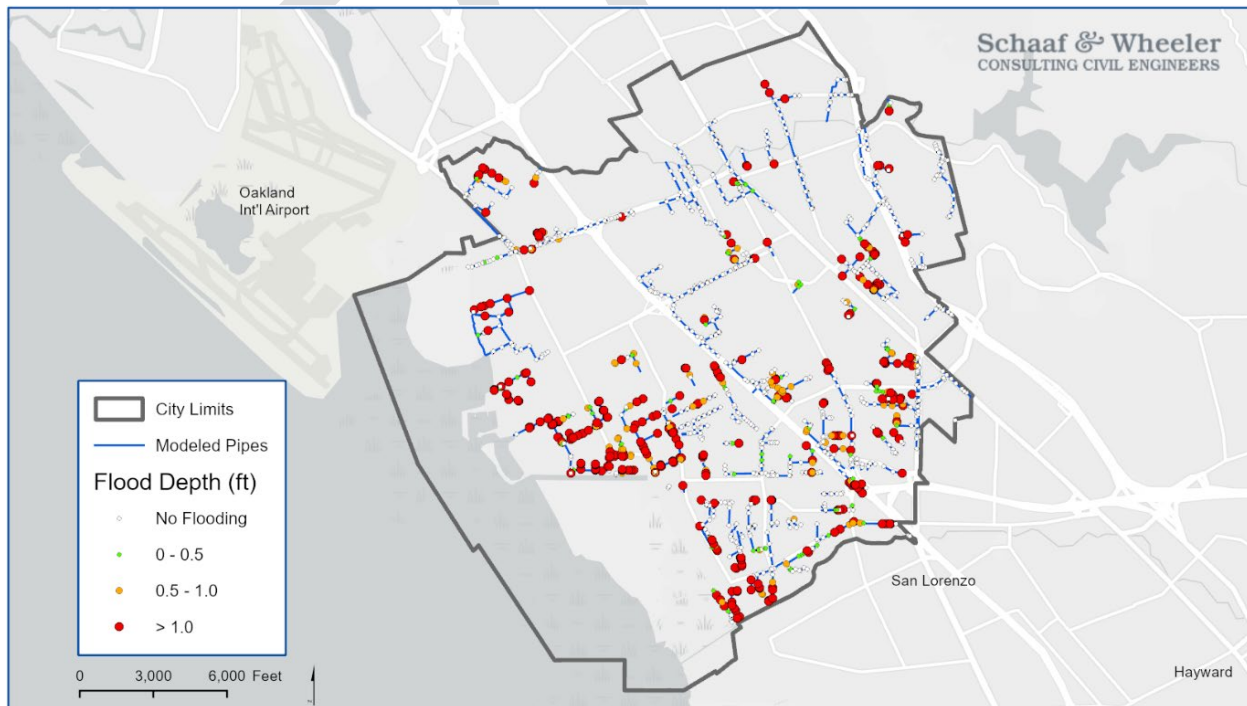 Schaaf & Wheeler
CONSULTING CIVIL ENGINEERS
Oakland
Int'l Airport
City Limits
Modeled Pipes
Flood Depth (ft)
No Flooding
0 - 0.5
0.5 - 1.0
> 1.0
0 3,000 6,000 Feet
San Lorenzo
Hayward